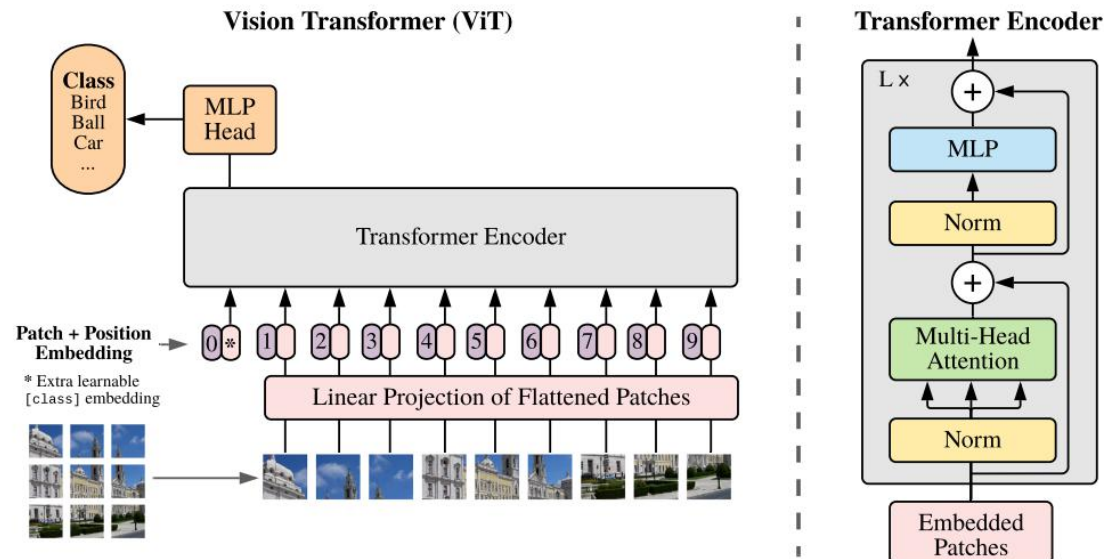 Vision Transformer (ViT)
Class
Bird
Ball
Car
...
MLP
Head
Transformer Encoder
Patch + Position
Embedding
0 * 1 2 3 4 5 6 7 8 9
* Extra learnable
[class] embedding
Linear Projection of Flattened Patches
Transformer Encoder
L ×
+
MLP
Norm
+
Multi-Head
Attention
Norm
Embedded
Patches